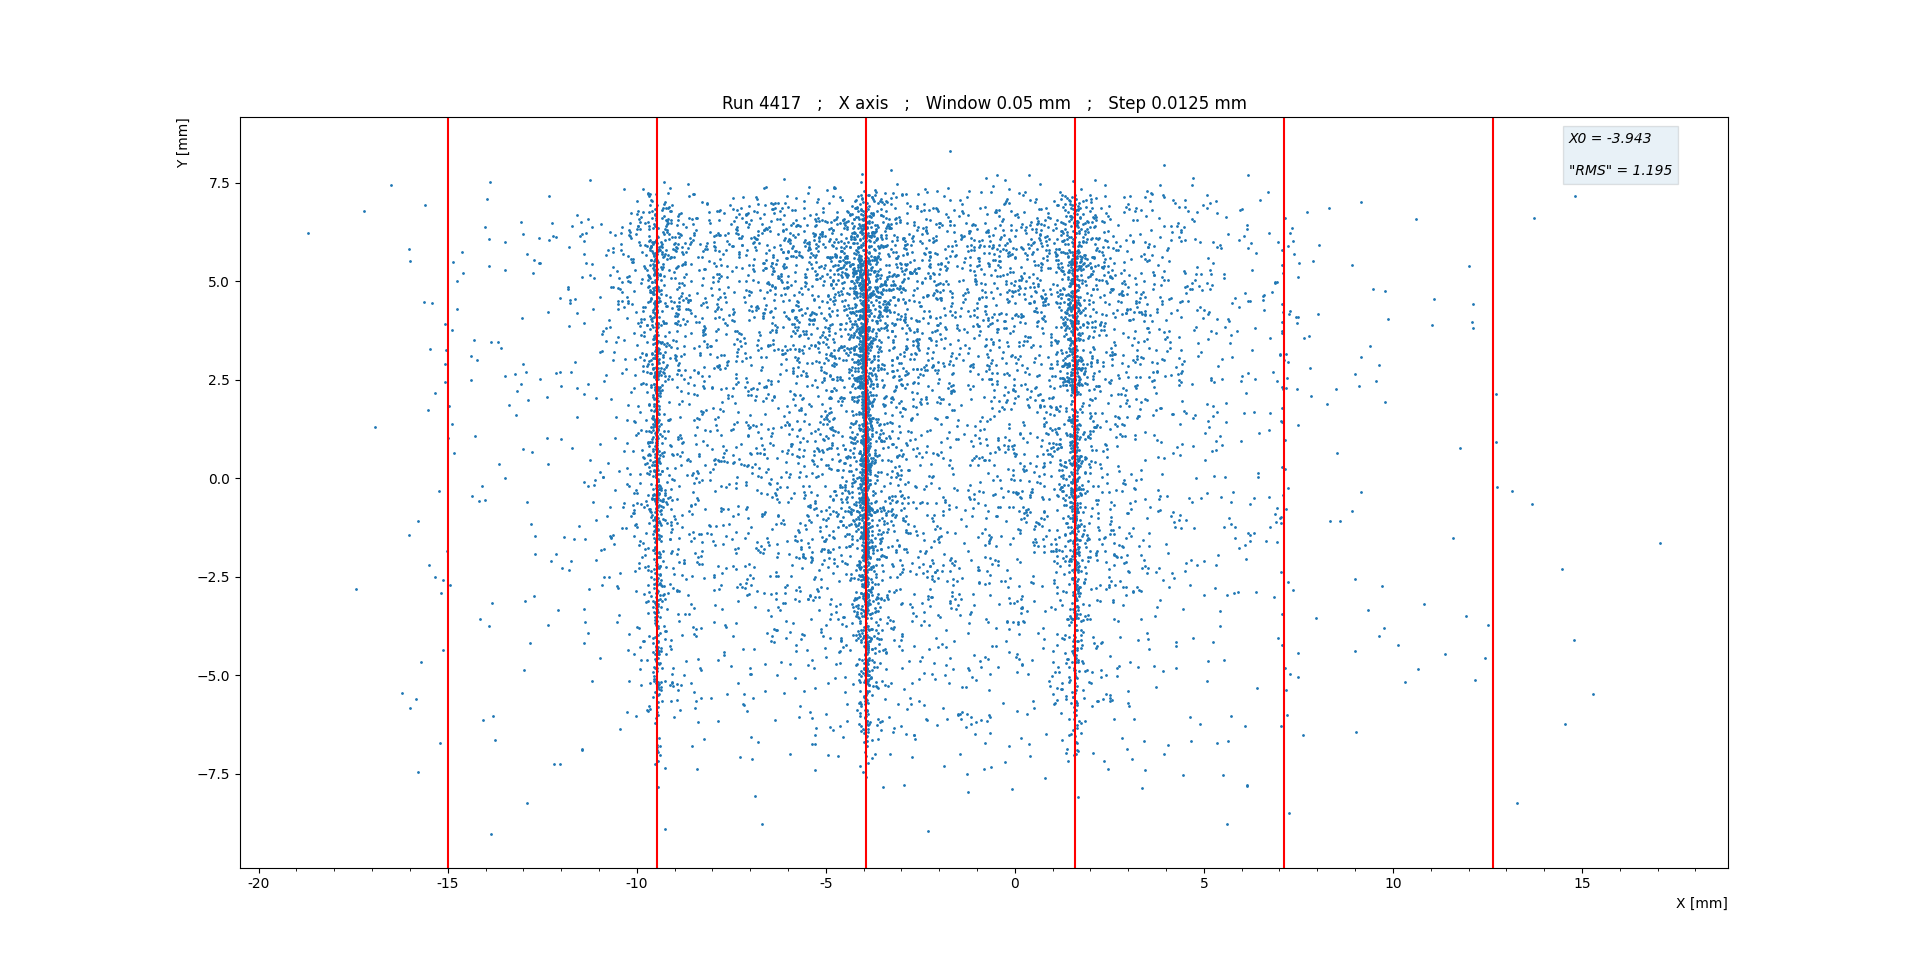 Run 4417 ; X axis ; Window 0.05 mm ; Step 0.0125 mm
Y [mm]
X0 = -3.943
"RMS" = 1.195
7.5
5.0
2.5
0.0
−2.5
−5.0
−7.5
-20 -15 -10 -5 0 5 10 15
X [mm]